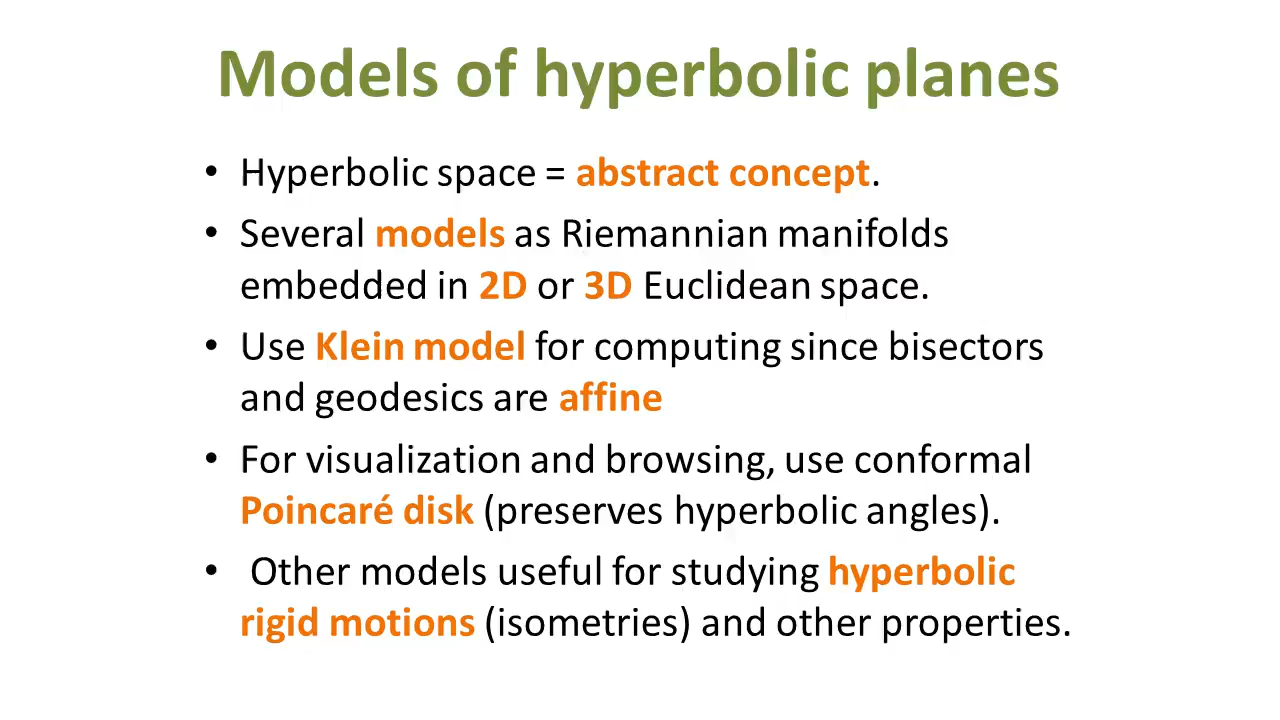 Models of hyperbolic planes
• Hyperbolic space = abstract concept.
• Several models as Riemannian manifolds
embedded in 2D or 3D Euclidean space.
• Use Klein model for computing since bisectors
and geodesics are affine
• For visualization and browsing, use conformal
Poincaré disk (preserves hyperbolic angles).
• Other models useful for studying hyperbolic
rigid motions (isometries) and other properties.